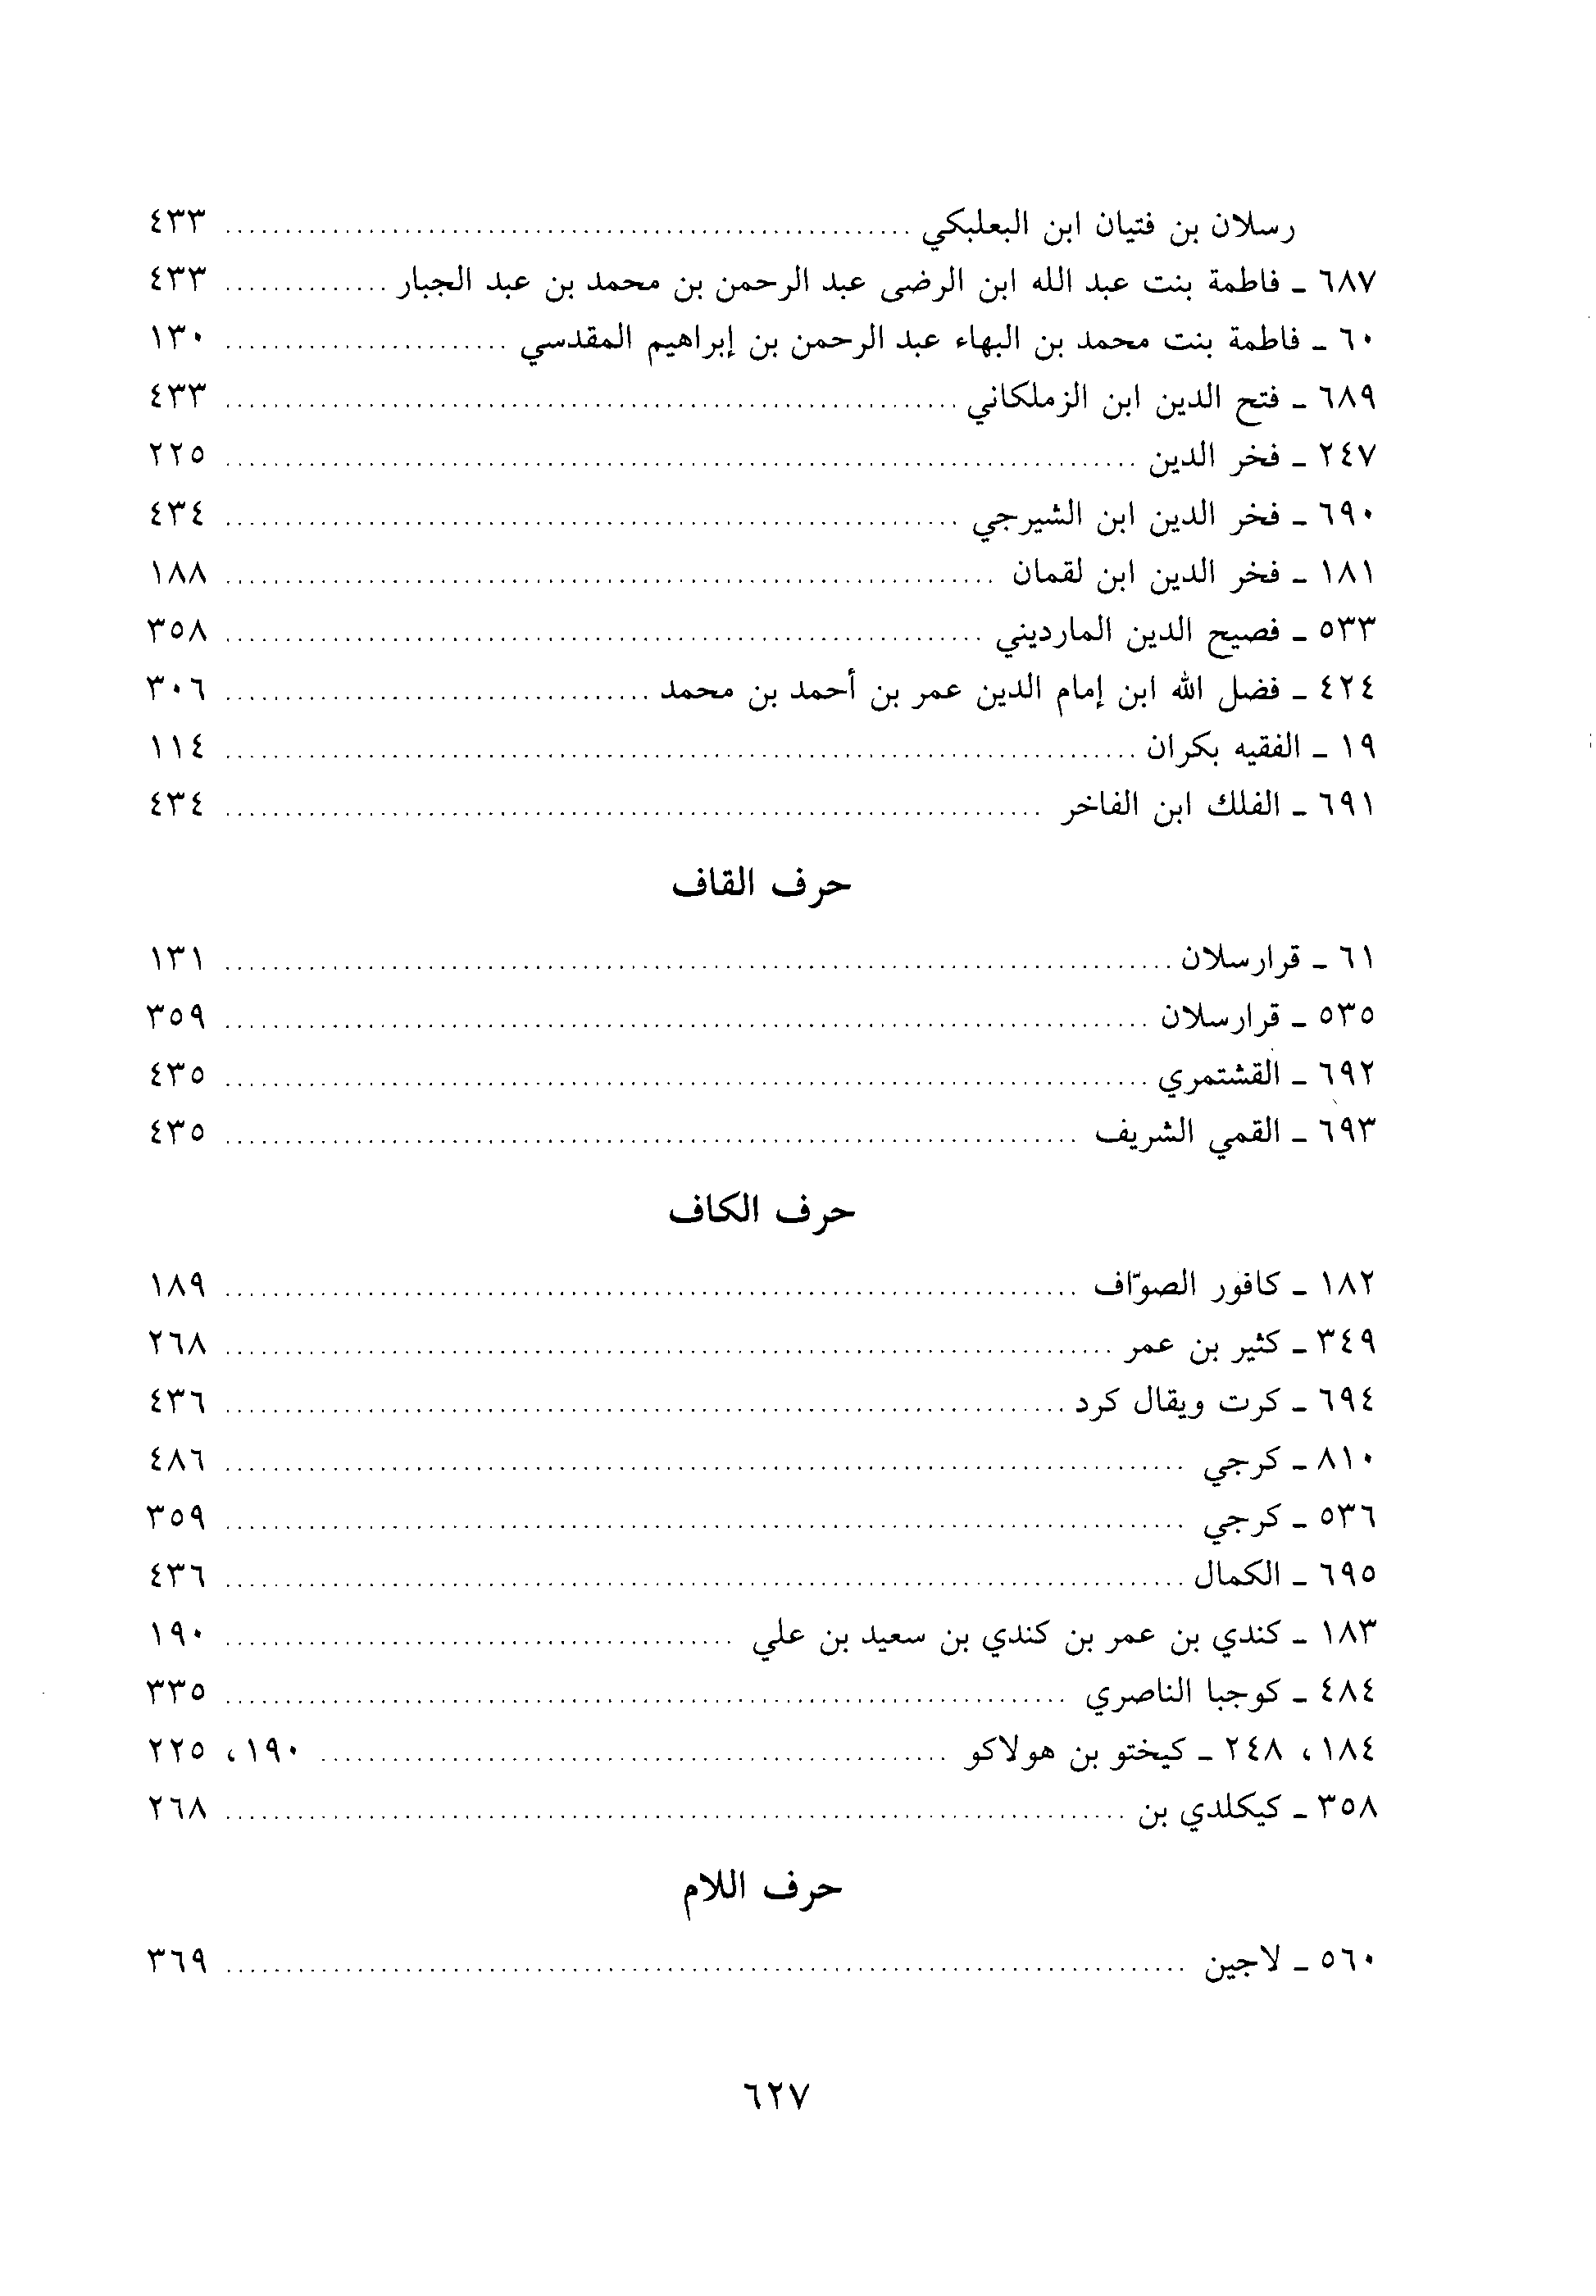 رسلان بن فتيان ابن البعلبكي ........ ٤٣٣
٦٨٧ ـ فاطمة بنت عبد الله ابن الرضى عبد الرحمن بن محمد بن عبد الجبار ........ ٤٣٣
٦٠ ـ فاطمة بنت محمد بن البهاء عبد الرحمن بن إبراهيم المقدسي ........ ١٣٠
٦٨٩ ـ فتح الدين ابن الزملكاني ........ ٤٣٣
٢٤٧ ـ فخر الدين ........ ٢٢٥
٦٩٠ ـ فخر الدين ابن الشيرجي ........ ٤٣٤
١٨١ ـ فخر الدين ابن لقمان ........ ١٨٨
٥٣٣ ـ فصيح الدين المارديني ........ ٣٥٨
٤٢٤ ـ فضل الله ابن إمام الدين عمر بن أحمد بن محمد ........ ٣٠٦
١٩ ـ الفقيه بكران ........ ١١٤
٦٩١ ـ الفلك ابن الفاخر ........ ٤٣٤
حرف القاف
٦١ ـ قرارسلان ........ ١٣١
٥٣٥ ـ قرارسلان ........ ٣٥٩
٦٩٢ ـ القشتمري ........ ٤٣٥
٦٩٣ ـ القمي الشريف ........ ٤٣٥
حرف الكاف
١٨٢ ـ كافور الصوّاف ........ ١٨٩
٣٤٩ ـ كثير بن عمر ........ ٢٦٨
٦٩٤ ـ كرت ويقال كرد ........ ٤٣٦
٨١٠ ـ كرجي ........ ٤٨٦
٥٣٦ ـ كرجي ........ ٣٥٩
٦٩٥ ـ الكمال ........ ٤٣٦
١٨٣ ـ كندي بن عمر بن كندي بن سعيد بن علي ........ ١٩٠
٤٨٤ ـ كوجبا الناصري ........ ٣٣٥
١٨٤، ٢٤٨ ـ كيختو بن هولاكو ........ ١٩٠، ٢٢٥
٣٥٨ ـ كيكلدي بن ........ ٢٦٨
حرف اللام
٥٦٠ ـ لاجين ........ ٣٦٩
٦٢٧